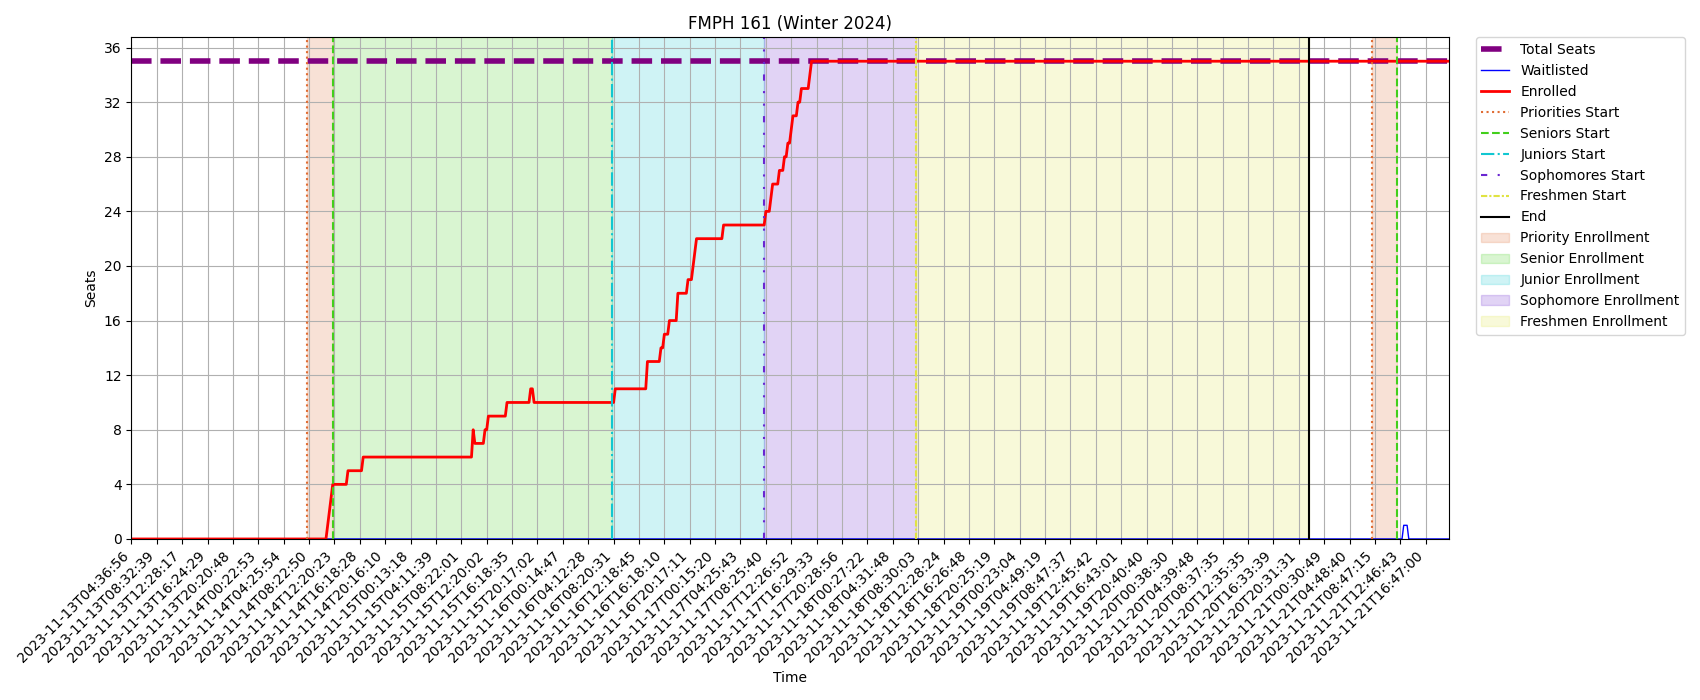 FMPH 161 (Winter 2024)
36
32
28
24
20
16
12
8
4
0
Seats
2023-11-13T04:36:56
2023-11-13T08:32:39
2023-11-13T12:28:17
2023-11-13T16:24:29
2023-11-13T20:20:48
2023-11-14T00:22:53
2023-11-14T04:25:54
2023-11-14T08:22:50
2023-11-14T12:20:23
2023-11-14T16:18:28
2023-11-14T20:16:10
2023-11-15T00:13:18
2023-11-15T04:11:39
2023-11-15T08:22:01
2023-11-15T12:20:02
2023-11-15T16:18:35
2023-11-15T20:17:02
2023-11-16T00:14:47
2023-11-16T04:12:28
2023-11-16T08:20:31
2023-11-16T12:18:45
2023-11-16T16:18:10
2023-11-16T20:17:11
2023-11-17T00:15:20
2023-11-17T04:25:43
2023-11-17T08:25:40
2023-11-17T12:26:52
2023-11-17T16:29:33
2023-11-17T20:28:56
2023-11-18T00:27:22
2023-11-18T04:31:48
2023-11-18T08:30:03
2023-11-18T12:28:24
2023-11-18T16:26:48
2023-11-18T20:25:19
2023-11-19T00:23:04
2023-11-19T04:49:19
2023-11-19T08:47:37
2023-11-19T12:45:42
2023-11-19T16:43:01
2023-11-19T20:40:40
2023-11-20T00:38:30
2023-11-20T04:39:48
2023-11-20T08:37:35
2023-11-20T12:35:35
2023-11-20T16:33:39
2023-11-20T20:31:31
2023-11-21T00:30:49
2023-11-21T04:48:40
2023-11-21T08:47:15
2023-11-21T12:46:43
2023-11-21T16:47:00
Time
Total Seats
Waitlisted
Enrolled
Priorities Start
Seniors Start
Juniors Start
Sophomores Start
Freshmen Start
End
Priority Enrollment
Senior Enrollment
Junior Enrollment
Sophomore Enrollment
Freshmen Enrollment